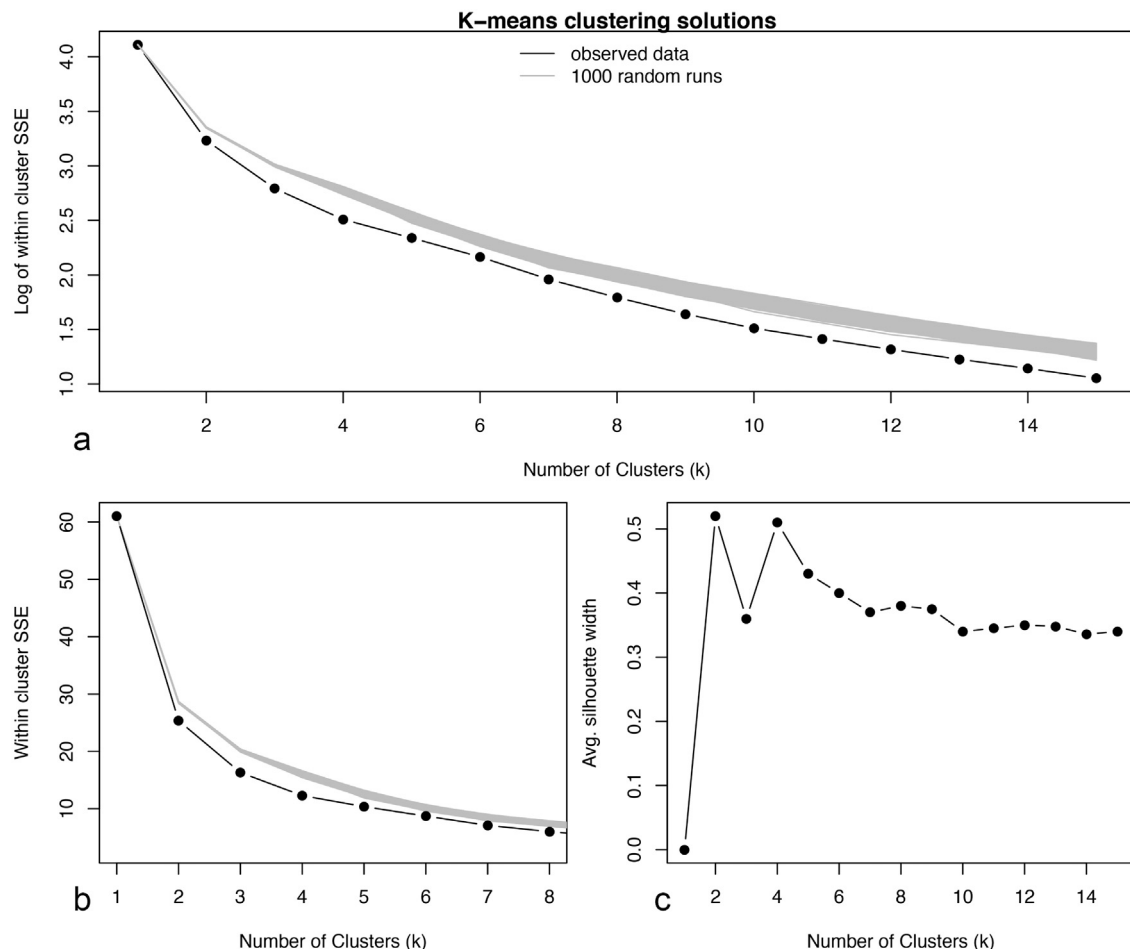 K−means clustering solutions
observed data
1000 random runs
Log of within cluster SSE
4.0
3.5
3.0
2.5
2.0
1.5
1.0
2 4 6 8 10 12 14
a
Number of Clusters (k)
Within cluster SSE
60
50
40
30
20
10
1 2 3 4 5 6 7 8
b
Number of Clusters (k)
Avg. silhouette width
0.5
0.4
0.3
0.2
0.1
0.0
2 4 6 8 10 12 14
c
Number of Clusters (k)